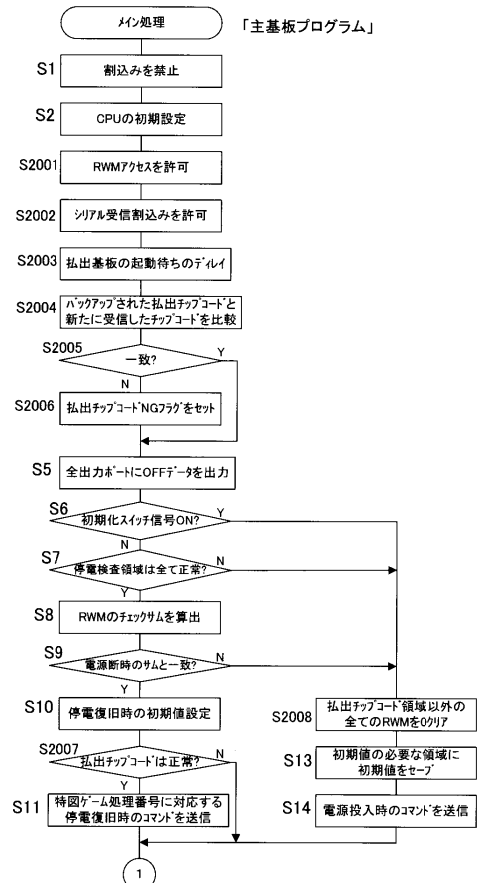 メイン処理
「主基板プログラム」
S1
割込みを禁止
S2
CPUの初期設定
S2001
RWMアクセスを許可
S2002
シリアル受信割込みを許可
S2003
払出基板の起動待ちのディレイ
S2004
バックアップされた払出チップコードと
新たに受信したチップコードを比較
S2005
一致?
Y
N
S2006
払出チップコードNGフラグをセット
S5
全出力ポートにOFFデータを出力
S6
初期化スイッチ信号ON?
Y
N
S7
停電検査領域は全て正常?
N
Y
S8
RWMのチェックサムを算出
S9
電源断時のサムと一致?
N
Y
S10
停電復旧時の初期値設定
S2008
払出チップコード領域以外の
全てのRWMを0クリア
S2007
払出チップコードは正常?
N
Y
S13
初期値の必要な領域に
初期値をセーブ
S11
特図ゲーム処理番号に対応する
停電復旧時のコマンドを送信
S14
電源投入時のコマンドを送信
1